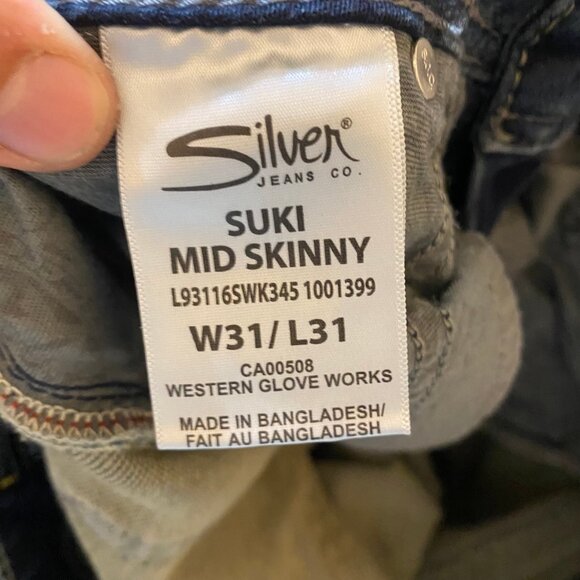 Silver®
JEANS CO.
SUKI
MID SKINNY
L93116SWK345 1001399
W31/ L31
CA00508
WESTERN GLOVE WORKS
MADE IN BANGLADESH/
FAIT AU BANGLADESH